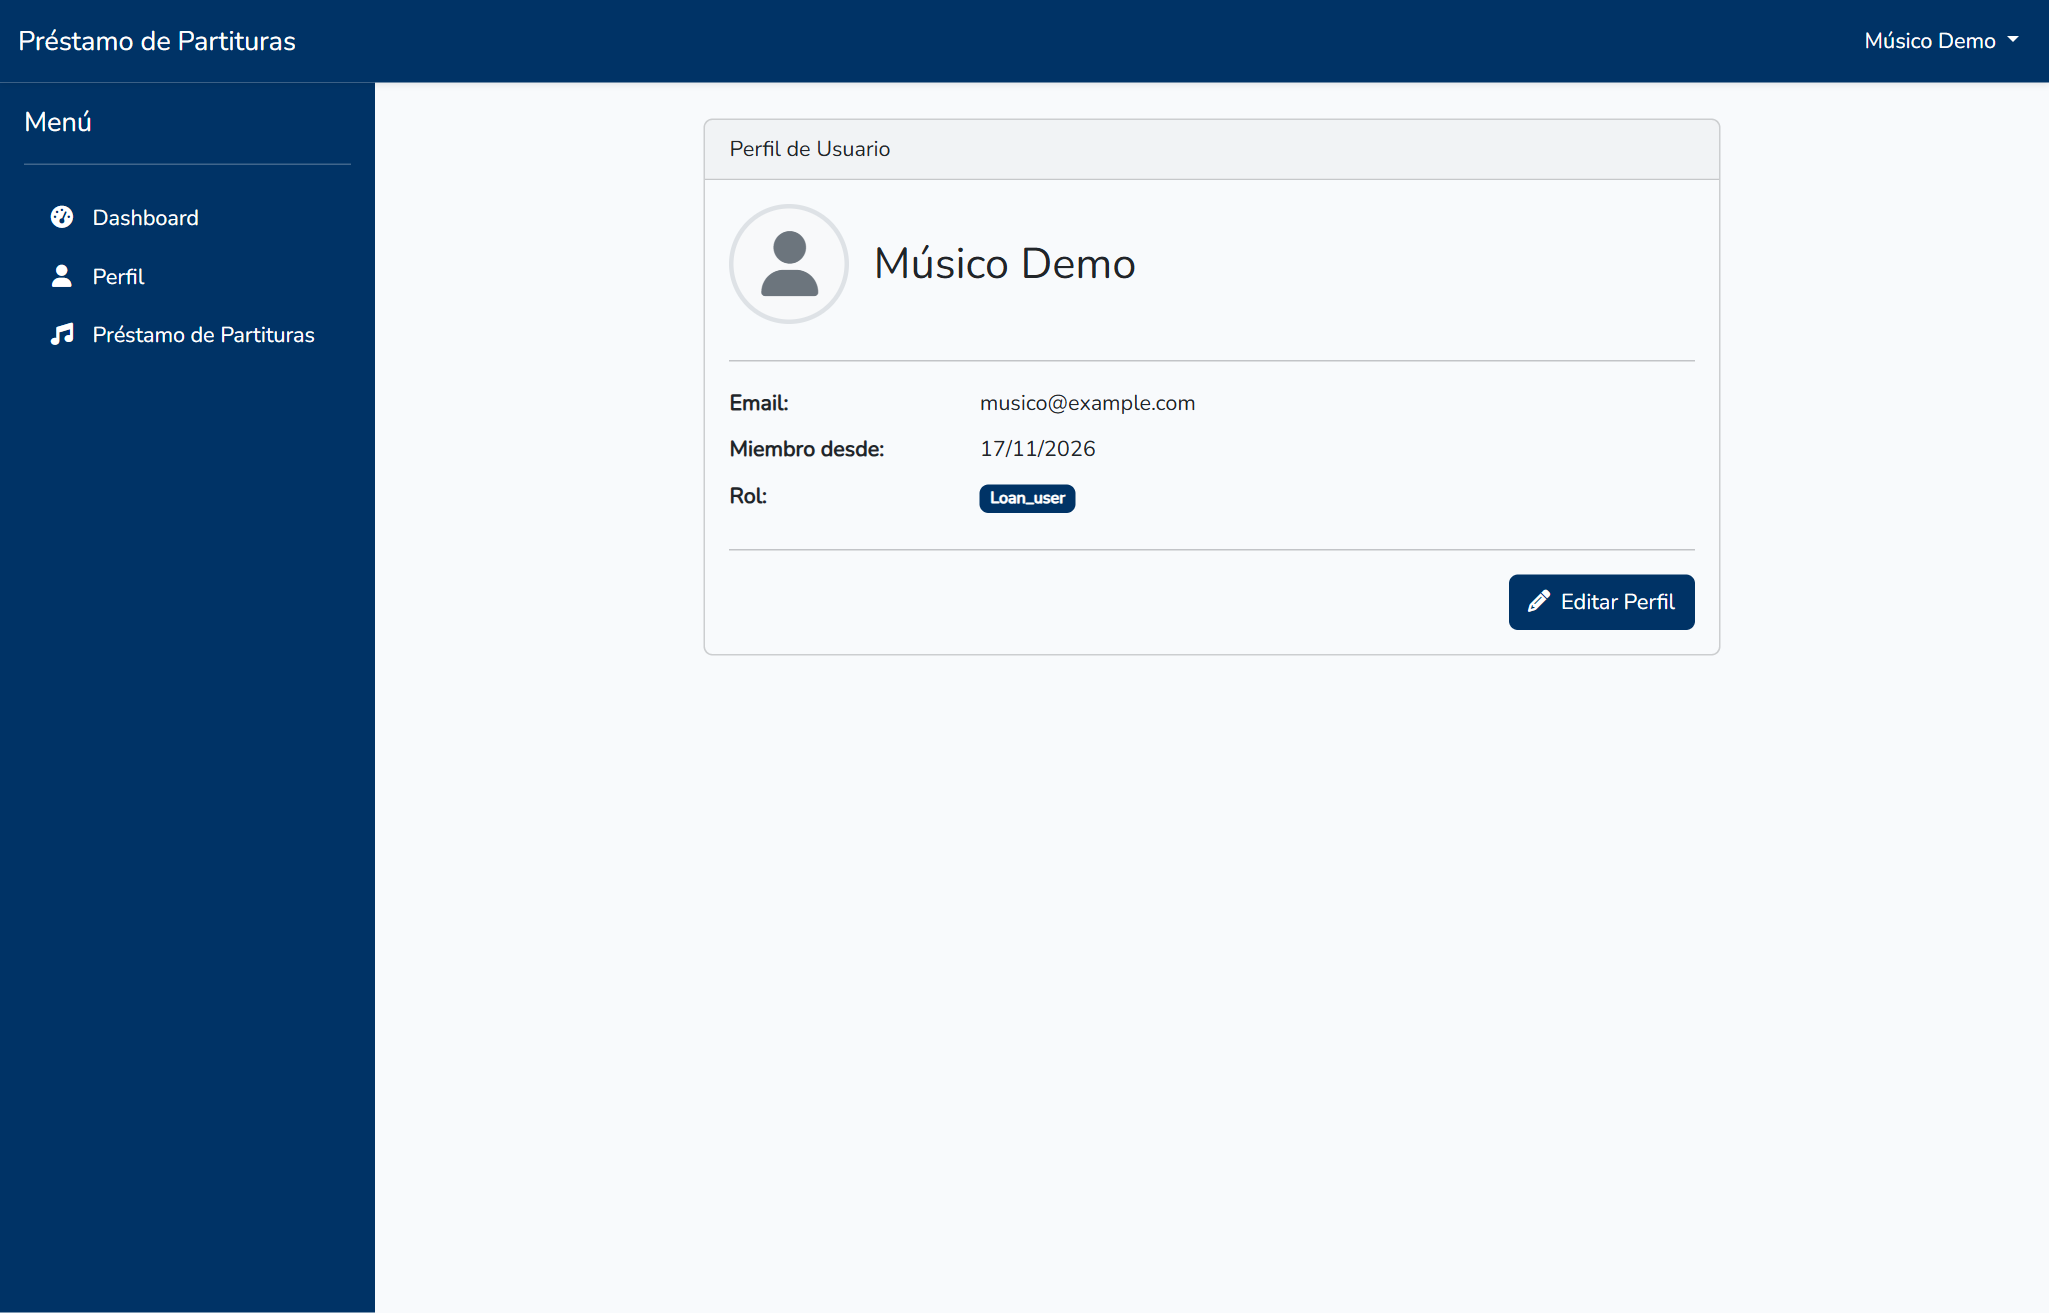 Préstamo de Partituras
Músico Demo
Menú
Dashboard
Perfil
Préstamo de Partituras
Perfil de Usuario
Músico Demo
Email: musico@example.com
Miembro desde: 17/11/2026
Rol: Loan_user
Editar Perfil